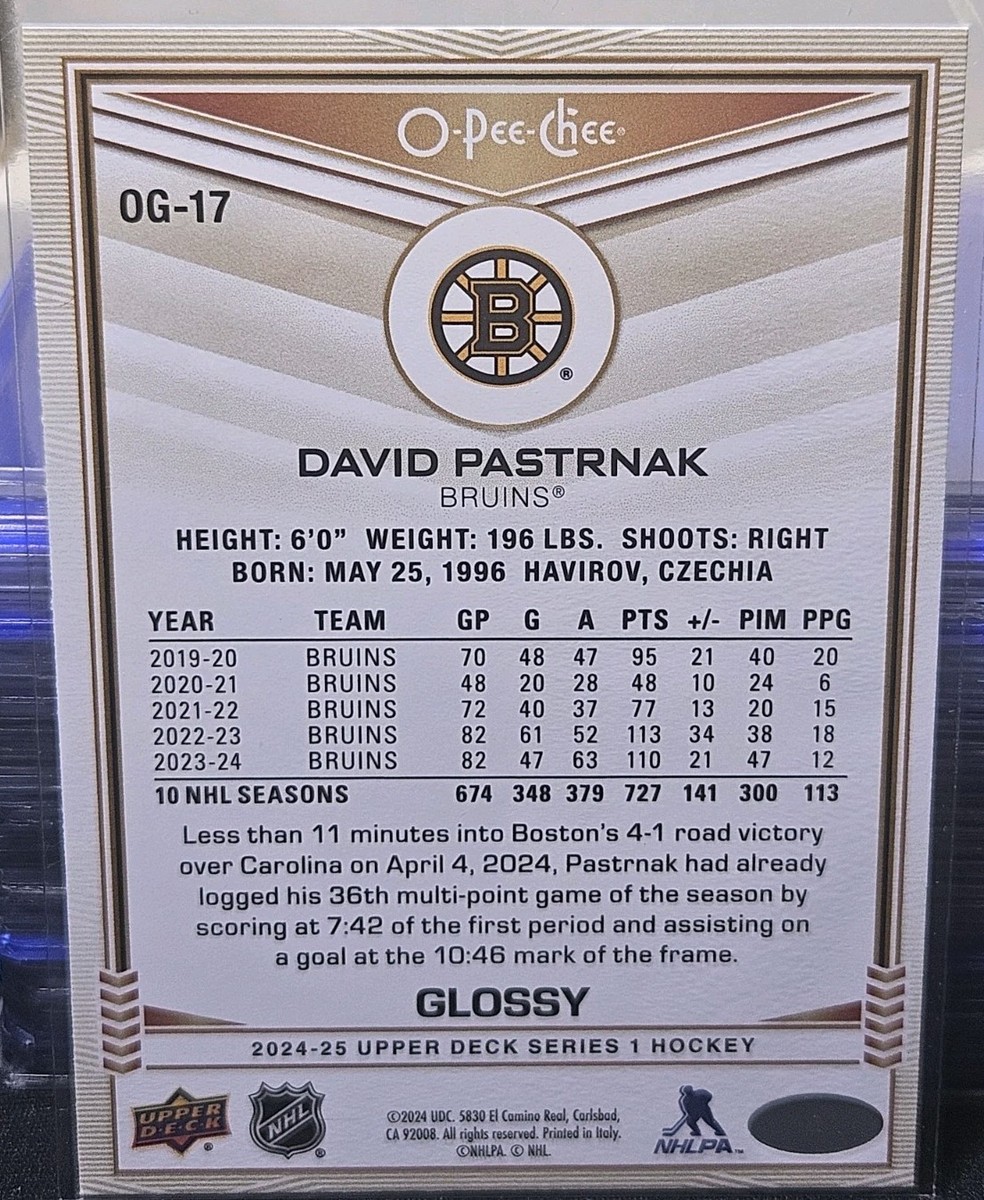 O-Pee-Chee®
OG-17
B
®
DAVID PASTRNAK
BRUINS®
HEIGHT: 6'0" WEIGHT: 196 LBS. SHOOTS: RIGHT
BORN: MAY 25, 1996 HAVIROV, CZECHIA
YEAR TEAM GP G A PTS +/- PIM PPG
2019-20 BRUINS 70 48 47 95 21 40 20
2020-21 BRUINS 48 20 28 48 10 24 6
2021-22 BRUINS 72 40 37 77 13 20 15
2022-23 BRUINS 82 61 52 113 34 38 18
2023-24 BRUINS 82 47 63 110 21 47 12
10 NHL SEASONS 674 348 379 727 141 300 113
Less than 11 minutes into Boston's 4-1 road victory
over Carolina on April 4, 2024, Pastrnak had already
logged his 36th multi-point game of the season by
scoring at 7:42 of the first period and assisting on
a goal at the 10:46 mark of the frame.
GLOSSY
2024-25 UPPER DECK SERIES 1 HOCKEY
UPPER
D·E·C·K
®
NHL
®
©2024 UDC. 5830 El Camino Real, Carlsbad,
CA 92008. All rights reserved. Printed in Italy.
©NHLPA. © NHL.
NHLPA™